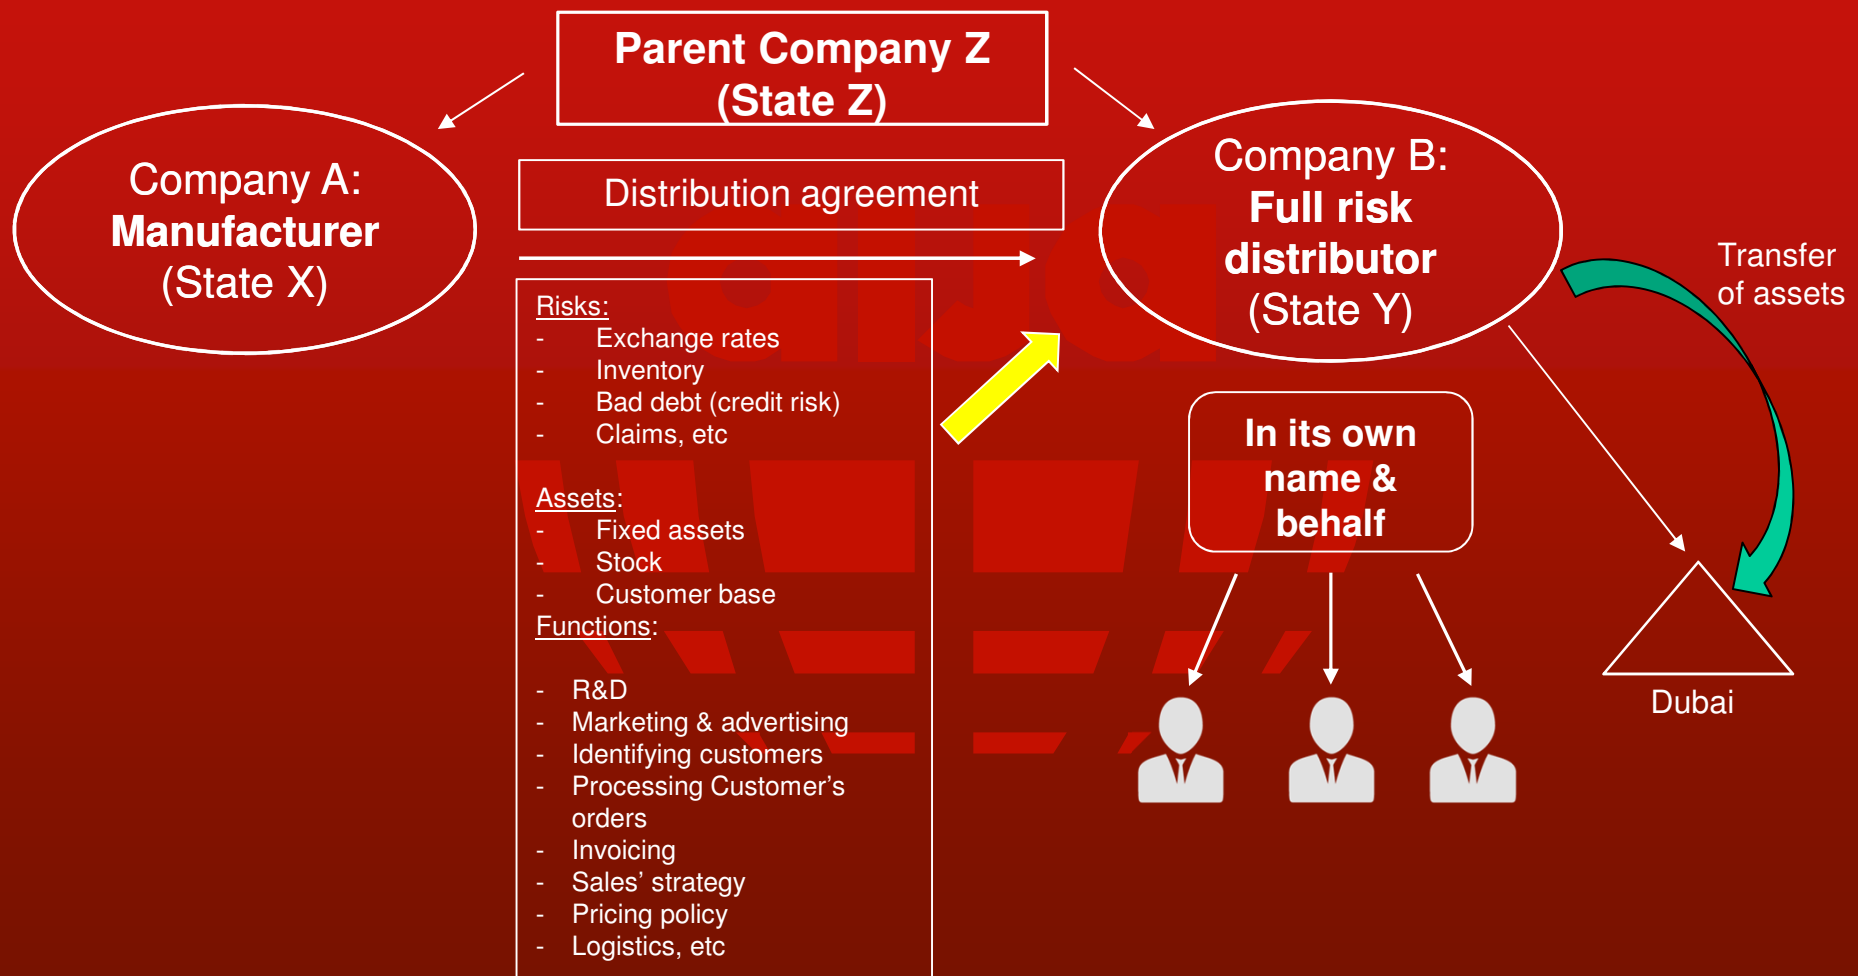 Parent Company Z
(State Z)
Company A:
Manufacturer
(State X)
Distribution agreement
Company B:
Full risk
distributor
(State Y)
Transfer
of assets
Risks:
- Exchange rates
- Inventory
- Bad debt (credit risk)
- Claims, etc
Assets:
- Fixed assets
- Stock
- Customer base
Functions:
- R&D
- Marketing & advertising
- Identifying customers
- Processing Customer's
orders
- Invoicing
- Sales' strategy
- Pricing policy
- Logistics, etc
In its own
name &
behalf
Dubai
aija